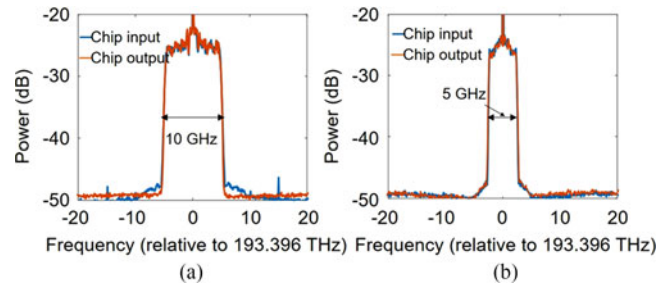 -20
Chip input
Chip output
-30
-40
-50
Power (dB)
10 GHz
-20 -10 0 10 20
Frequency (relative to 193.396 THz)
(a)
-20
Chip input
Chip output
-30
-40
-50
Power (dB)
5 GHz
-20 -10 0 10 20
Frequency (relative to 193.396 THz)
(b)